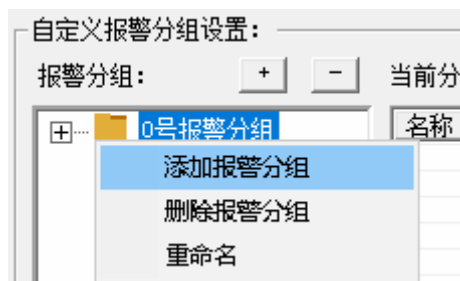 自定义报警分组设置：
报警分组： + - 当前分
0号报警分组 名称
添加报警分组
删除报警分组
重命名